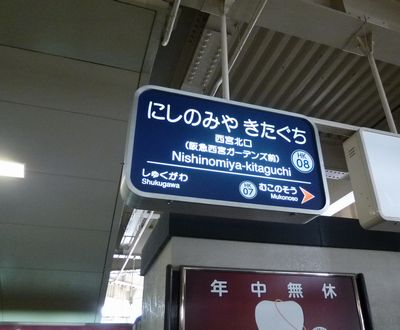 にしのみや きたぐち
西宮北口
(阪急西宮ガーデンズ前)
Nishinomiya-kitaguchi
HK
08
しゅくがわ
Shukugawa
HK
07
むこのそう
Mukonoso
年中無休